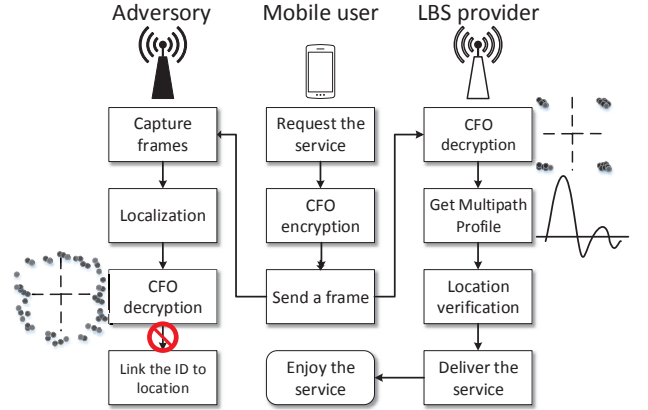 Adversory
Mobile user
LBS provider
Capture
frames
Request the
service
CFO
decryption
Localization
CFO
encryption
Get Multipath
Profile
CFO
decryption
Send a frame
Location
verification
Link the ID to
location
Enjoy the
service
Deliver the
service